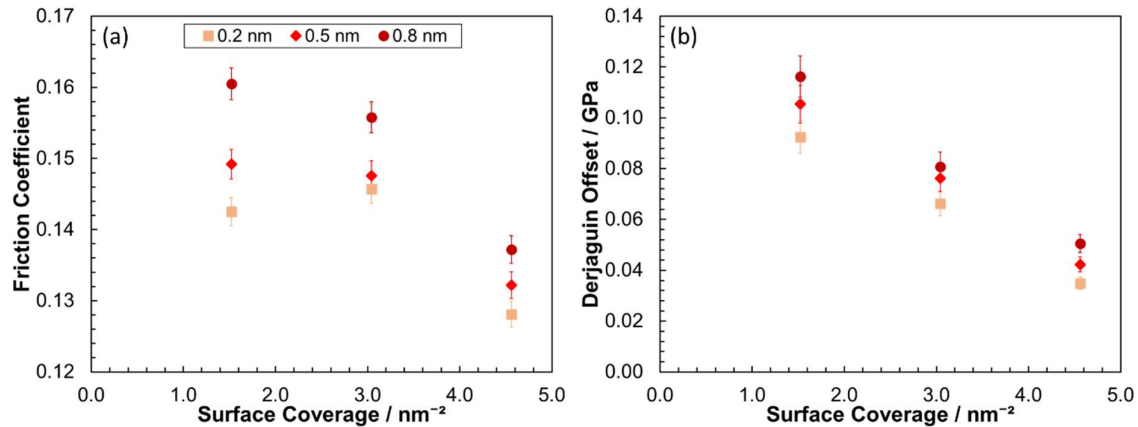 (a)
0.2 nm 0.5 nm 0.8 nm
0.17
0.16
0.15
0.14
0.13
0.12
Friction Coefficient
0.0 1.0 2.0 3.0 4.0 5.0
Surface Coverage / nm⁻²
(b)
0.14
0.12
0.10
0.08
0.06
0.04
0.02
0.00
Derjaguin Offset / GPa
0.0 1.0 2.0 3.0 4.0 5.0
Surface Coverage / nm⁻²